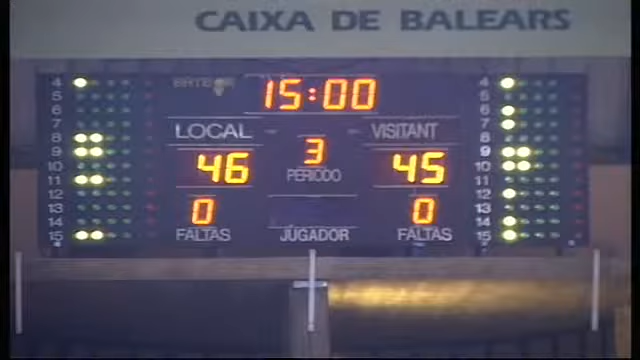 CAIXA DE BALEARS
15:00
LOCAL VISITANT
46 3 45
PERIODO
0 0
FALTAS JUGADOR FALTAS
4 4
5 5
6 6
7 7
8 8
9 9
10 10
11 11
12 12
13 13
14 14
15 15